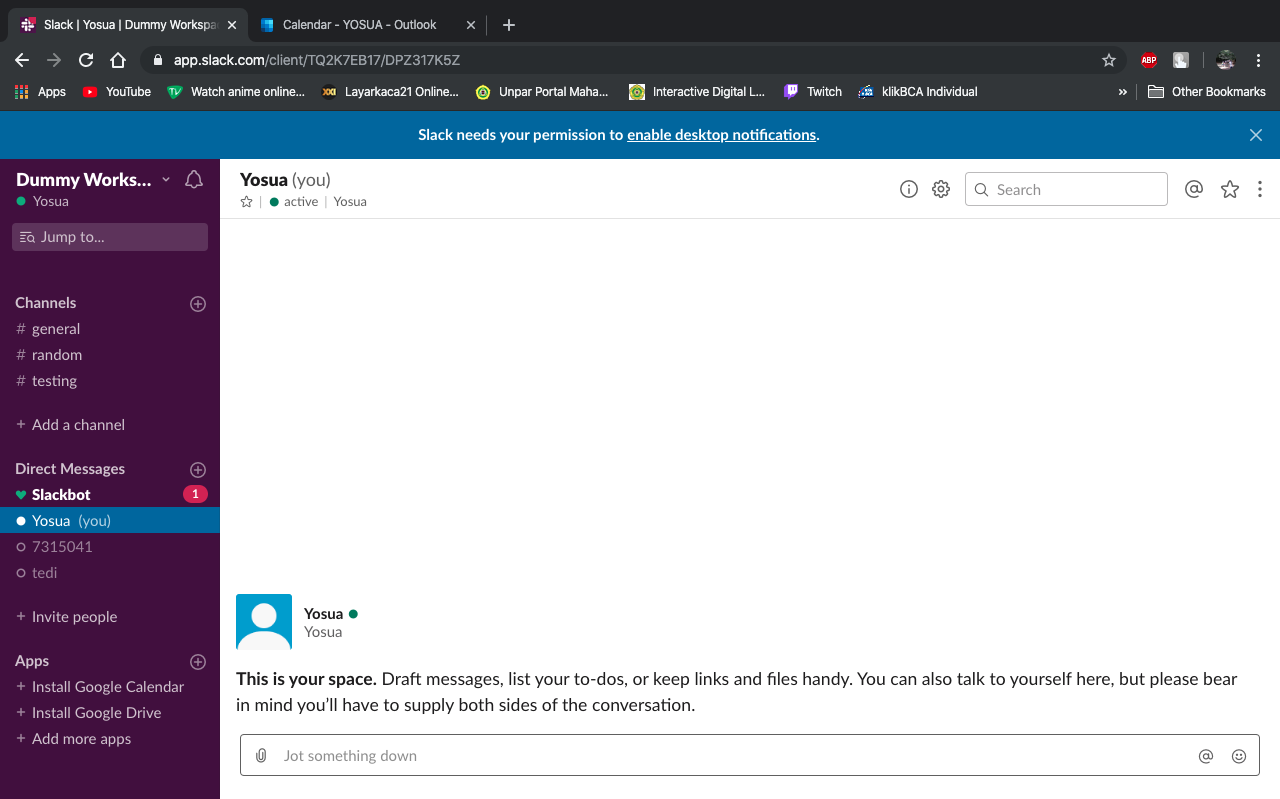 Slack | Yosua | Dummy Workspa
Calendar - YOSUA - Outlook
app.slack.com/client/TQ2K7EB17/DPZ317K5Z
ABP
Apps
YouTube
Watch anime online...
Layarkaca21 Online...
Unpar Portal Maha...
Interactive Digital L...
Twitch
klikBCA Individual
»
Other Bookmarks
Slack needs your permission to enable desktop notifications.
Dummy Works...
Yosua
Jump to...
Channels
# general
# random
# testing
+ Add a channel
Direct Messages
Slackbot 1
Yosua (you)
7315041
tedi
+ Invite people
Apps
+ Install Google Calendar
+ Install Google Drive
+ Add more apps
Yosua (you)
active | Yosua
Search
Yosua
Yosua
This is your space. Draft messages, list your to-dos, or keep links and files handy. You can also talk to yourself here, but please bear
in mind you’ll have to supply both sides of the conversation.
Jot something down